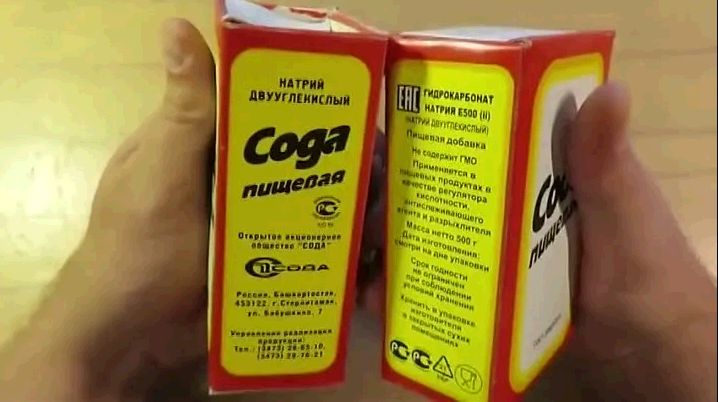 НАТРИЙ
ДВУУГЛЕКИСЛЫЙ
Сода
пищевая
Открытое акционерное
общество "СОДА"
СОДА
Россия, Башкортостан,
453122, г.Стерлитамак,
ул. Бабушкина, 7
Управление реализации
продукции:
Тел.: (3473) 28-65-10,
(3473) 28-76-21
ЕАС
ГИДРОКАРБОНАТ
НАТРИЯ Е500 (II)
(НАТРИЙ ДВУУГЛЕКИСЛЫЙ)
Пищевая добавка
Не содержит ГМО
Применяется в
пищевых продуктах в
качестве регулятора
кислотности,
антислеживающего
агента и разрыхлителя
Масса нетто 500 г
Дата изготовления:
смотри на дне упаковки
Срок годности
не ограничен
при соблюдении
условий хранения
Хранить в упаковке
изготовителя
в закрытых сухих
помещениях
Сода
пищевая